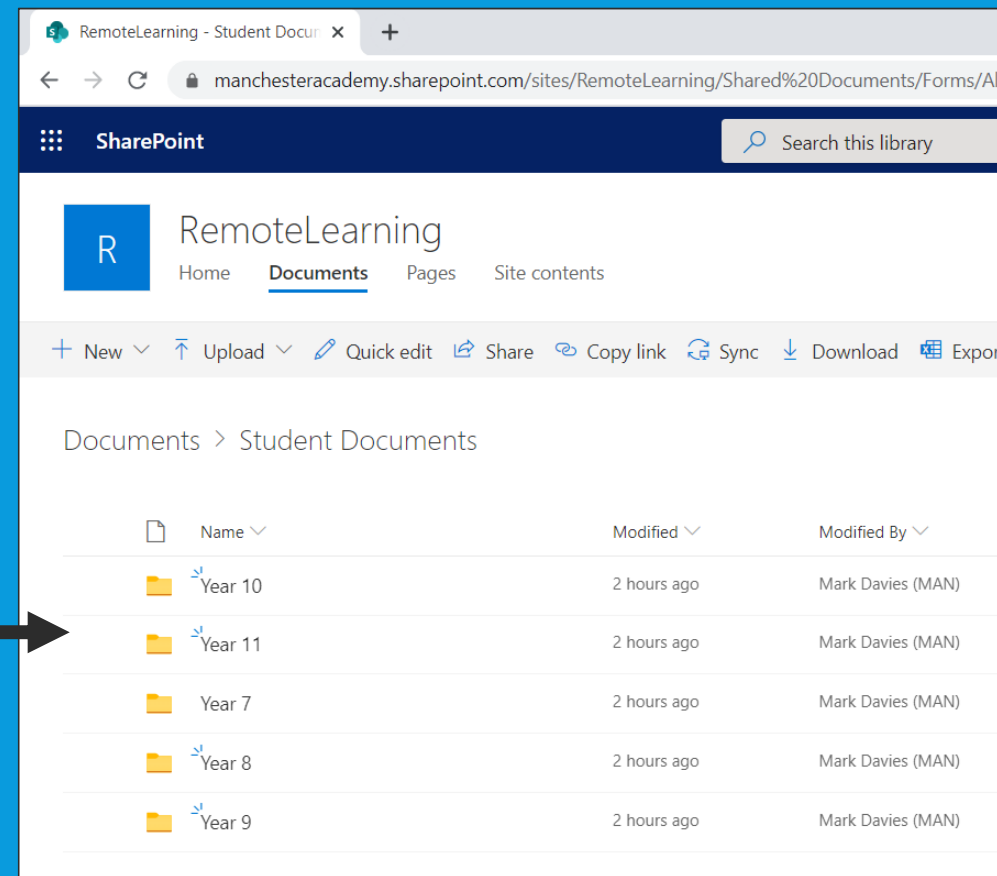 RemoteLearning - Student Docun
manchesteracademy.sharepoint.com/sites/RemoteLearning/Shared%20Documents/Forms/Al
SharePoint
Search this library
R
RemoteLearning
Home Documents Pages Site contents
New Upload Quick edit Share Copy link Sync Download Expor
Documents > Student Documents
Name Modified Modified By
Year 10 2 hours ago Mark Davies (MAN)
Year 11 2 hours ago Mark Davies (MAN)
Year 7 2 hours ago Mark Davies (MAN)
Year 8 2 hours ago Mark Davies (MAN)
Year 9 2 hours ago Mark Davies (MAN)